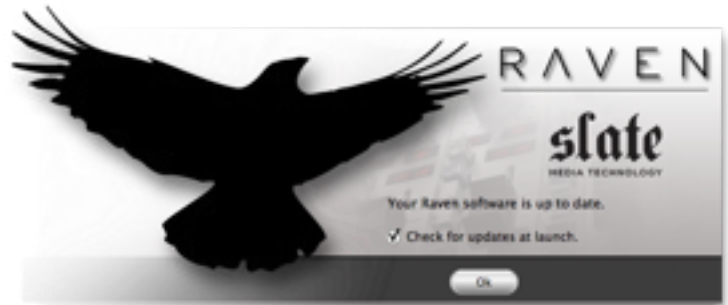 RAVEN
slate
MEDIA TECHNOLOGY
Your Raven software is up to date.
Check for updates at launch.
Ok